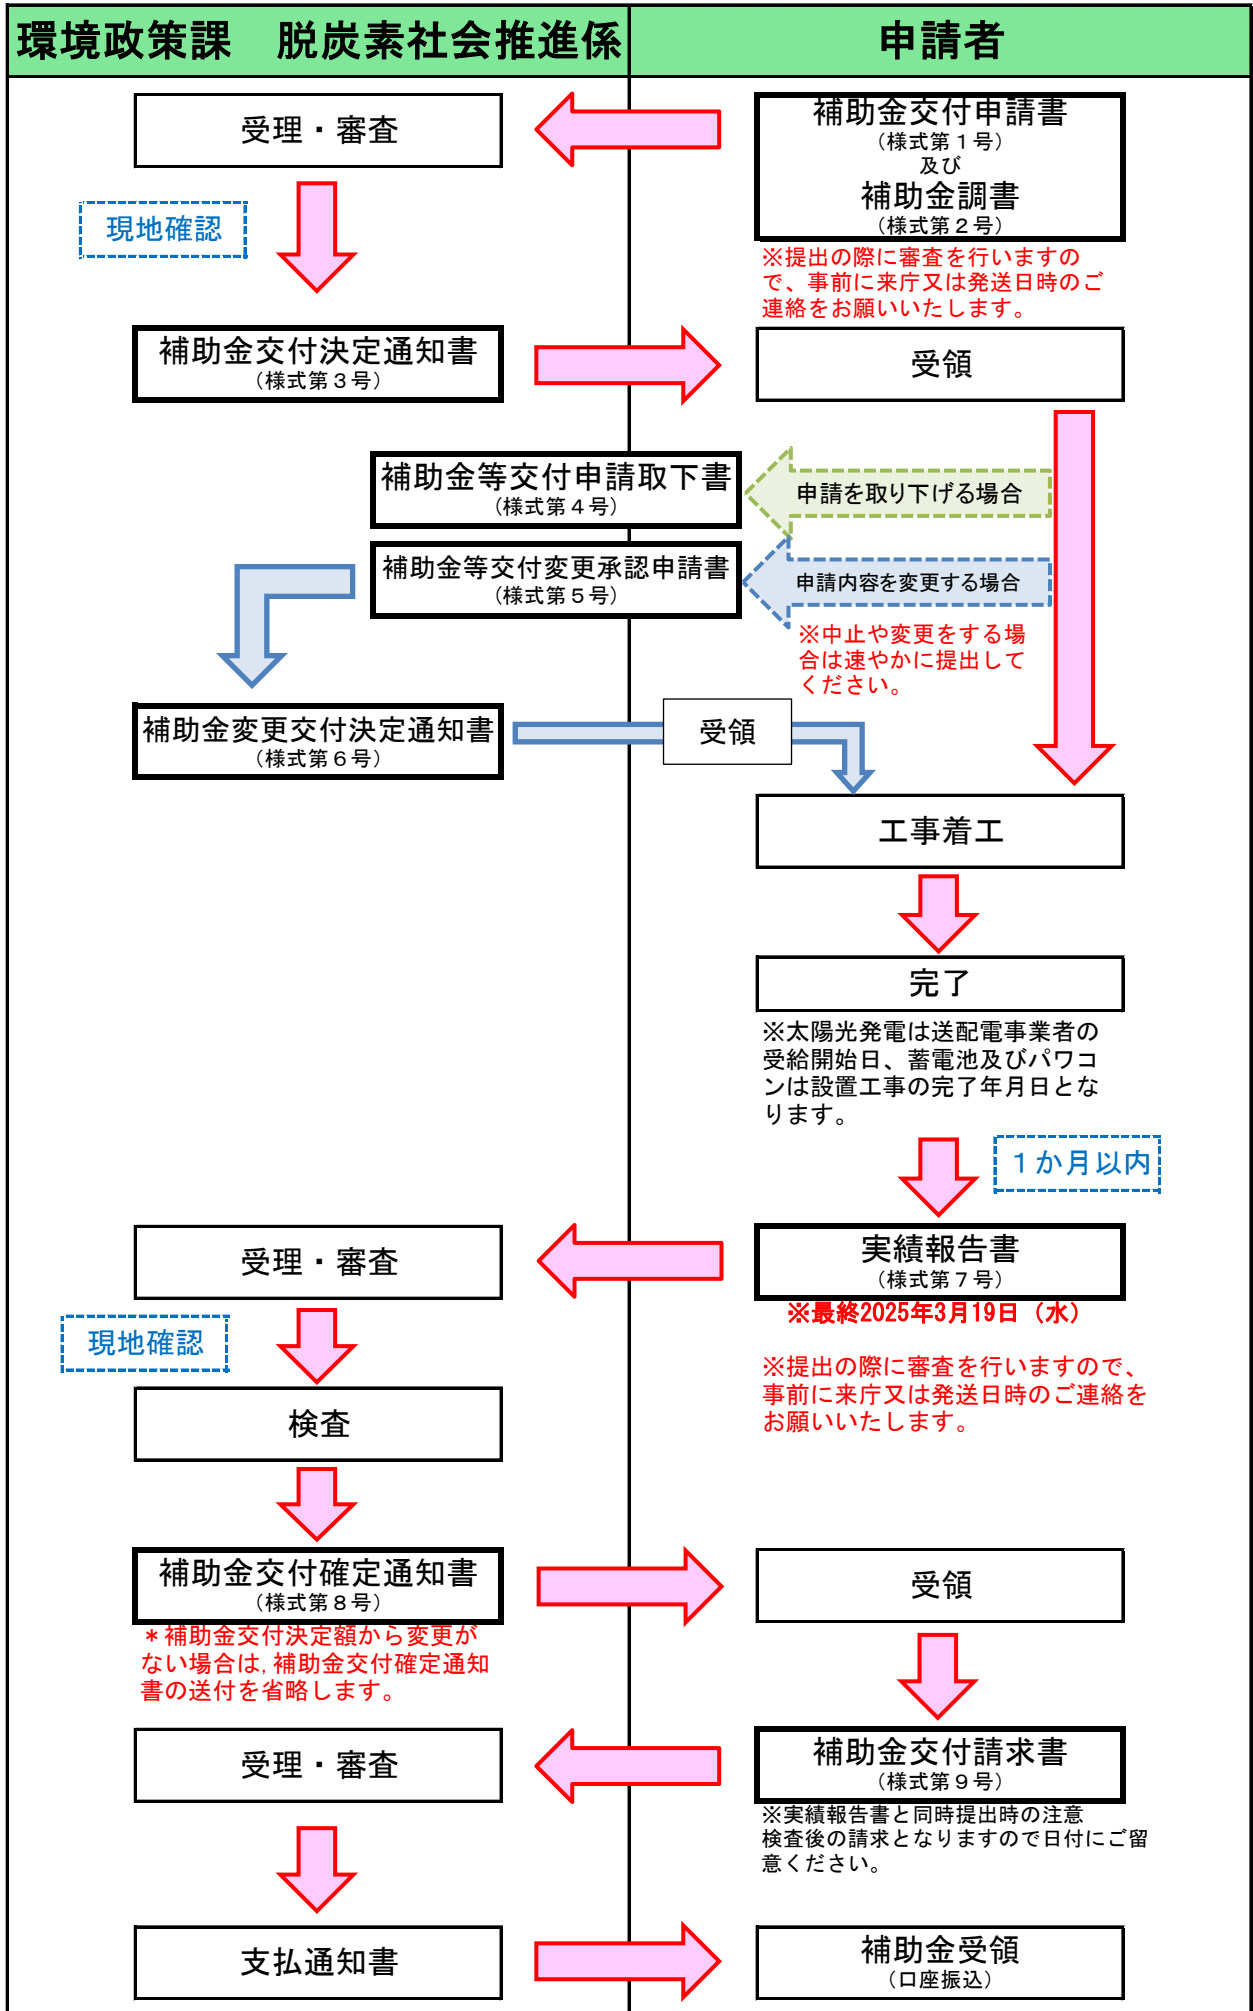 環境政策課　脱炭素社会推進係
申請者
受理・審査
補助金交付申請書
（様式第１号）
及び
補助金調書
（様式第２号）
現地確認
※提出の際に審査を行いますの
で、事前に来庁又は発送日時のご
連絡をお願いいたします。
補助金交付決定通知書
（様式第３号）
受領
補助金等交付申請取下書
（様式第４号）
申請を取り下げる場合
補助金等交付変更承認申請書
（様式第５号）
申請内容を変更する場合
※中止や変更をする場
合は速やかに提出して
ください。
補助金変更交付決定通知書
（様式第６号）
受領
工事着工
完了
※太陽光発電は送配電事業者の
受給開始日、蓄電池及びパワコ
ンは設置工事の完了年月日とな
ります。
１か月以内
受理・審査
実績報告書
（様式第７号）
※最終2025年3月19日（水）
現地確認
※提出の際に審査を行いますので、
事前に来庁又は発送日時のご連絡を
お願いいたします。
検査
補助金交付確定通知書
（様式第８号）
受領
＊補助金交付決定額から変更が
ない場合は,補助金交付確定通知
書の送付を省略します。
受理・審査
補助金交付請求書
（様式第９号）
※実績報告書と同時提出時の注意
検査後の請求となりますので日付にご留
意ください。
支払通知書
補助金受領
（口座振込）